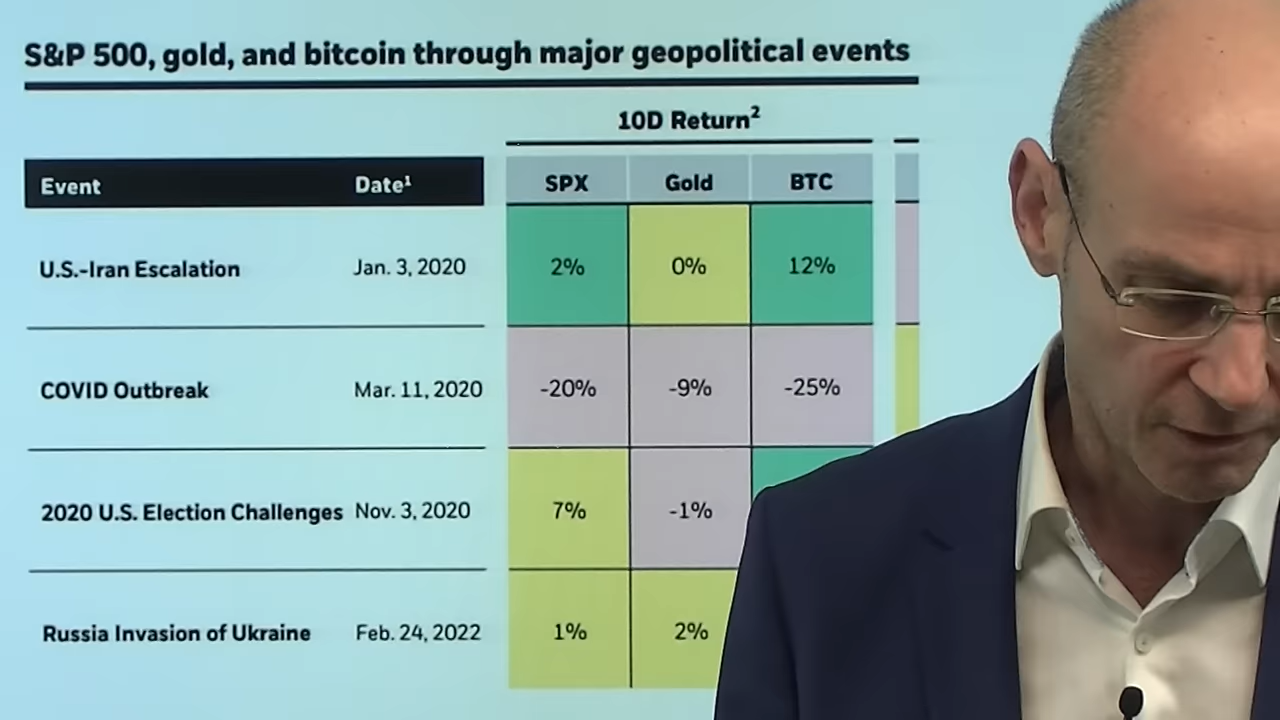 S&P 500, gold, and bitcoin through major geopolitical events
10D Return²
Event Date¹ SPX Gold BTC
U.S.-Iran Escalation Jan. 3, 2020 2% 0% 12%
COVID Outbreak Mar. 11, 2020 -20% -9% -25%
2020 U.S. Election Challenges Nov. 3, 2020 7% -1%
Russia Invasion of Ukraine Feb. 24, 2022 1% 2%